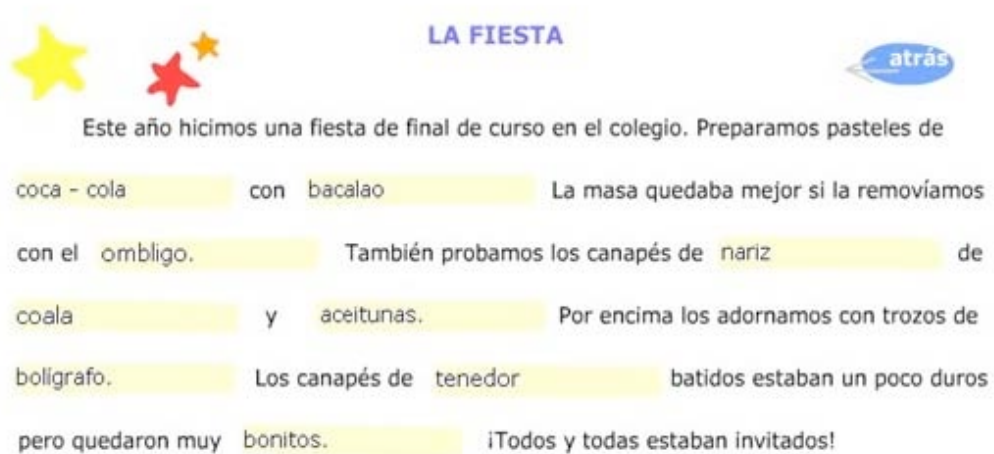 LA FIESTA
atrás
Este año hicimos una fiesta de final de curso en el colegio. Preparamos pasteles de
coca - cola con bacalao La masa quedaba mejor si la removíamos
con el ombligo. También probamos los canapés de nariz de
coala y aceitunas. Por encima los adornamos con trozos de
bolígrafo. Los canapés de tenedor batidos estaban un poco duros
pero quedaron muy bonitos. ¡Todos y todas estaban invitados!